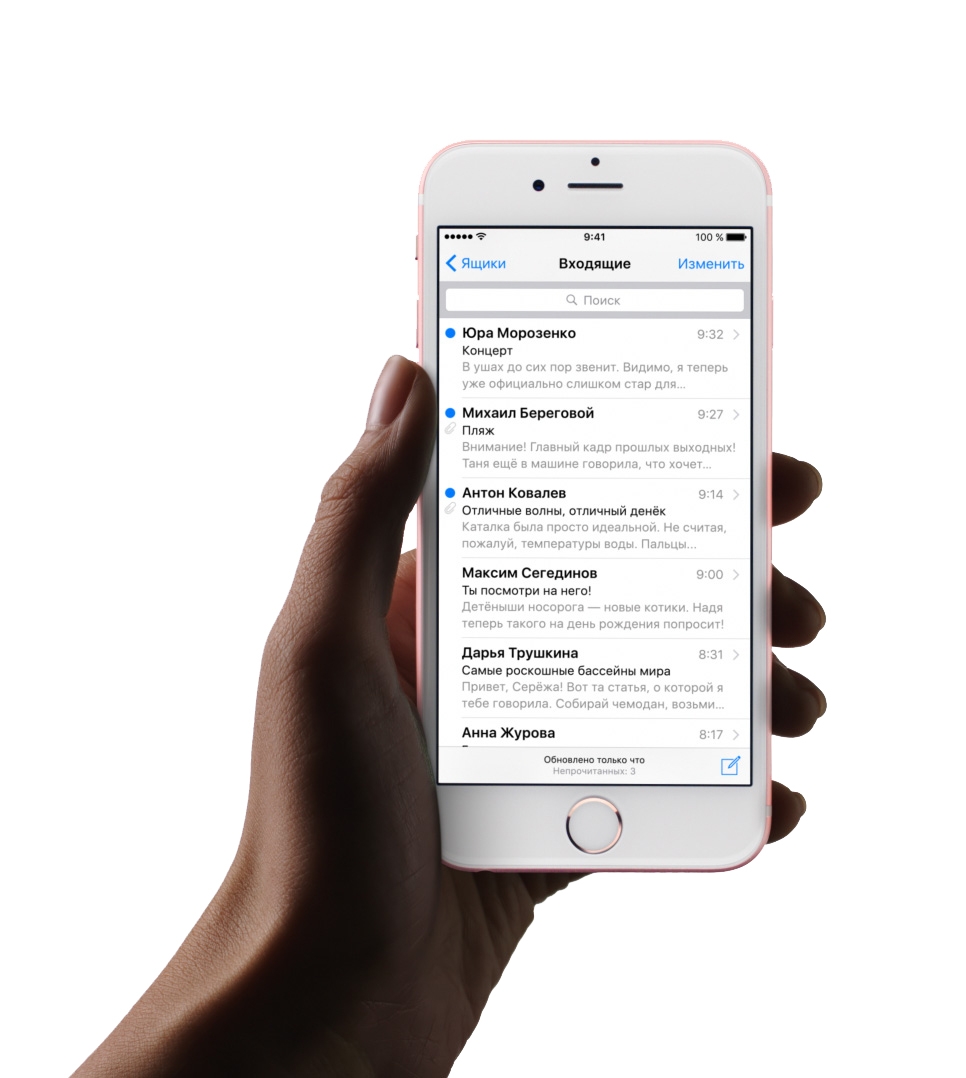 9:41
100 %
Ящики
Входящие
Изменить
Поиск
Юра Морозенко
9:32
Концерт
В ушах до сих пор звенит. Видимо, я теперь
уже официально слишком стар для...
Михаил Береговой
9:27
Пляж
Внимание! Главный кадр прошлых выходных!
Таня ещё в машине говорила, что хочет...
Антон Ковалев
9:14
Отличные волны, отличный денёк
Каталка была просто идеальной. Не считая,
пожалуй, температуры воды. Пальцы...
Максим Сегединов
9:00
Ты посмотри на него!
Детёныши носорога — новые котики. Надя
теперь такого на день рождения попросит!
Дарья Трушкина
8:31
Самые роскошные бассейны мира
Привет, Серёжа! Вот та статья, о которой я
тебе говорила. Собирай чемодан, возьми...
Анна Журова
8:17
Обновлено только что
Непрочитанных: 3